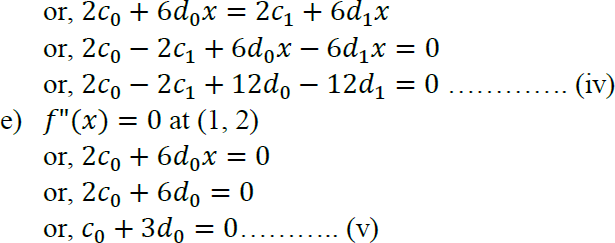 or, 2c₀ + 6d₀x = 2c₁ + 6d₁x
or, 2c₀ − 2c₁ + 6d₀x − 6d₁x = 0
or, 2c₀ − 2c₁ + 12d₀ − 12d₁ = 0 …………. (iv)
e) f"(x) = 0 at (1, 2)
or, 2c₀ + 6d₀x = 0
or, 2c₀ + 6d₀ = 0
or, c₀ + 3d₀ = 0……….. (v)